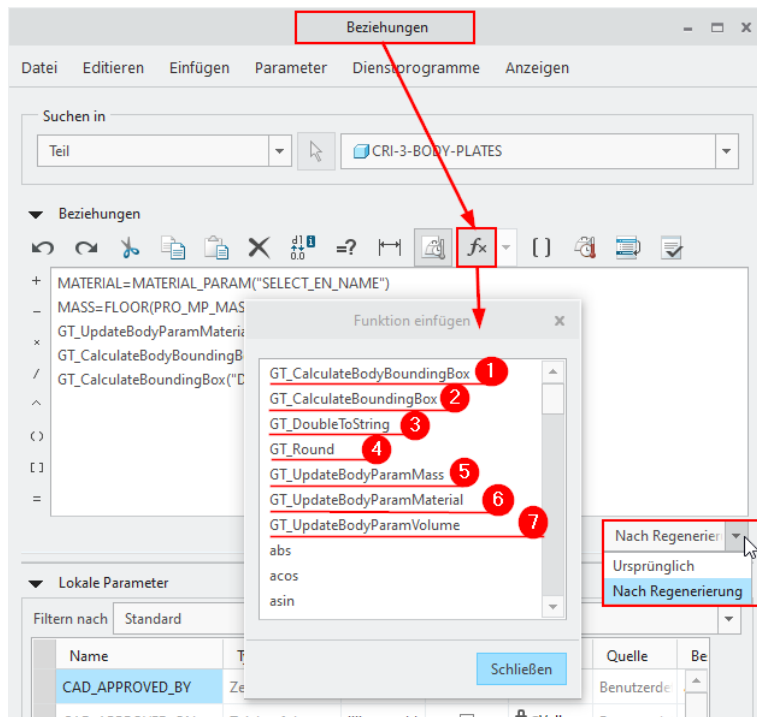 Beziehungen
Datei Editieren Einfügen Parameter Dienstprogramme Anzeigen
Suchen in
Teil CRI-3-BODY-PLATES
Beziehungen
=? fx [ ]
+ MATERIAL=MATERIAL_PARAM("SELECT_EN_NAME")
- MASS=FLOOR(PRO_MP_MAS
GT_UpdateBodyParamMateria
× GT_CalculateBodyBoundingB
/ GT_CalculateBoundingBox("D
^
( )
[ ]
=
Funktion einfügen
GT_CalculateBodyBoundingBox 1
GT_CalculateBoundingBox 2
GT_DoubleToString 3
GT_Round 4
GT_UpdateBodyParamMass 5
GT_UpdateBodyParamMaterial 6
GT_UpdateBodyParamVolume 7
abs
acos
asin
Schließen
Nach Regenerier
Ursprünglich
Nach Regenerierung
Lokale Parameter
Filtern nach Standard
Name Quelle Be
CAD_APPROVED_BY Ze Benutzerde